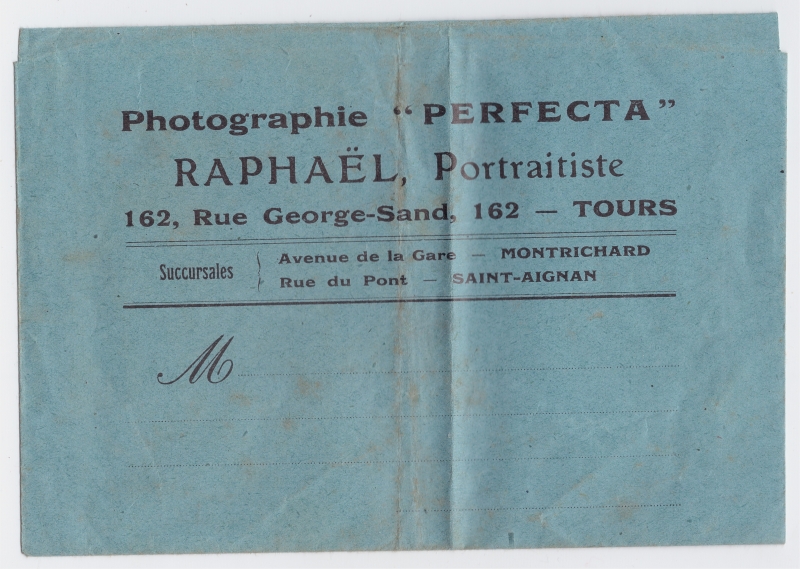 Photographie "PERFECTA"
RAPHAËL, Portraitiste
162, Rue George-Sand, 162 — TOURS
Succursales
Avenue de la Gare — MONTRICHARD
Rue du Pont — SAINT-AIGNAN
M